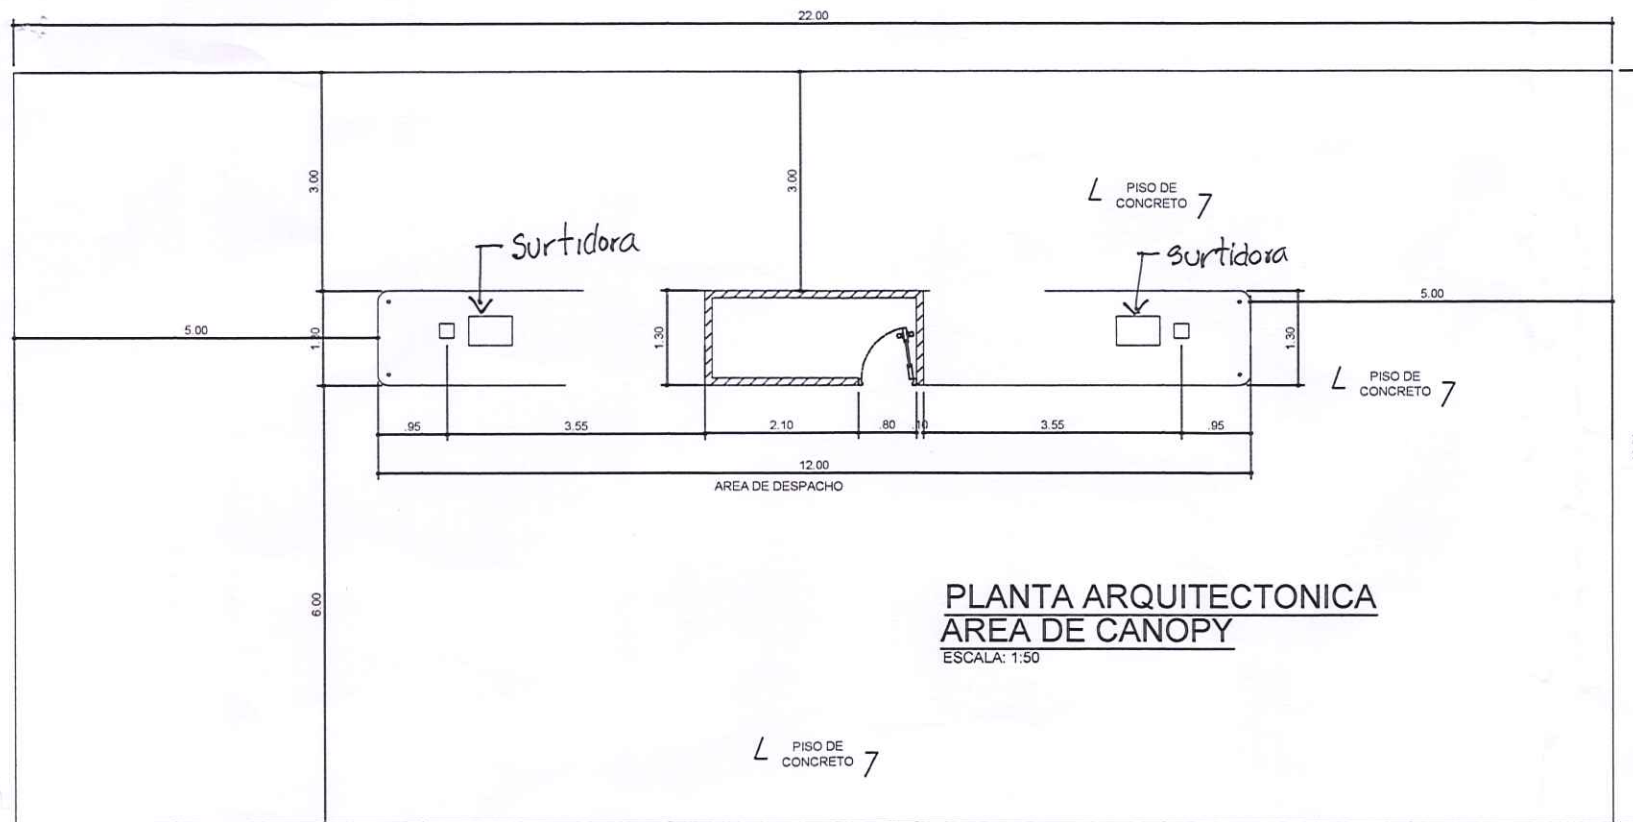 22.00
3.00
3.00
PISO DE
CONCRETO
surtidora
surtidora
5.00
5.00
1.30
1.30
1.30
PISO DE
CONCRETO
.95
3.55
2.10
.80
.10
3.55
.95
12.00
AREA DE DESPACHO
6.00
PLANTA ARQUITECTONICA
AREA DE CANOPY
ESCALA: 1:50
PISO DE
CONCRETO